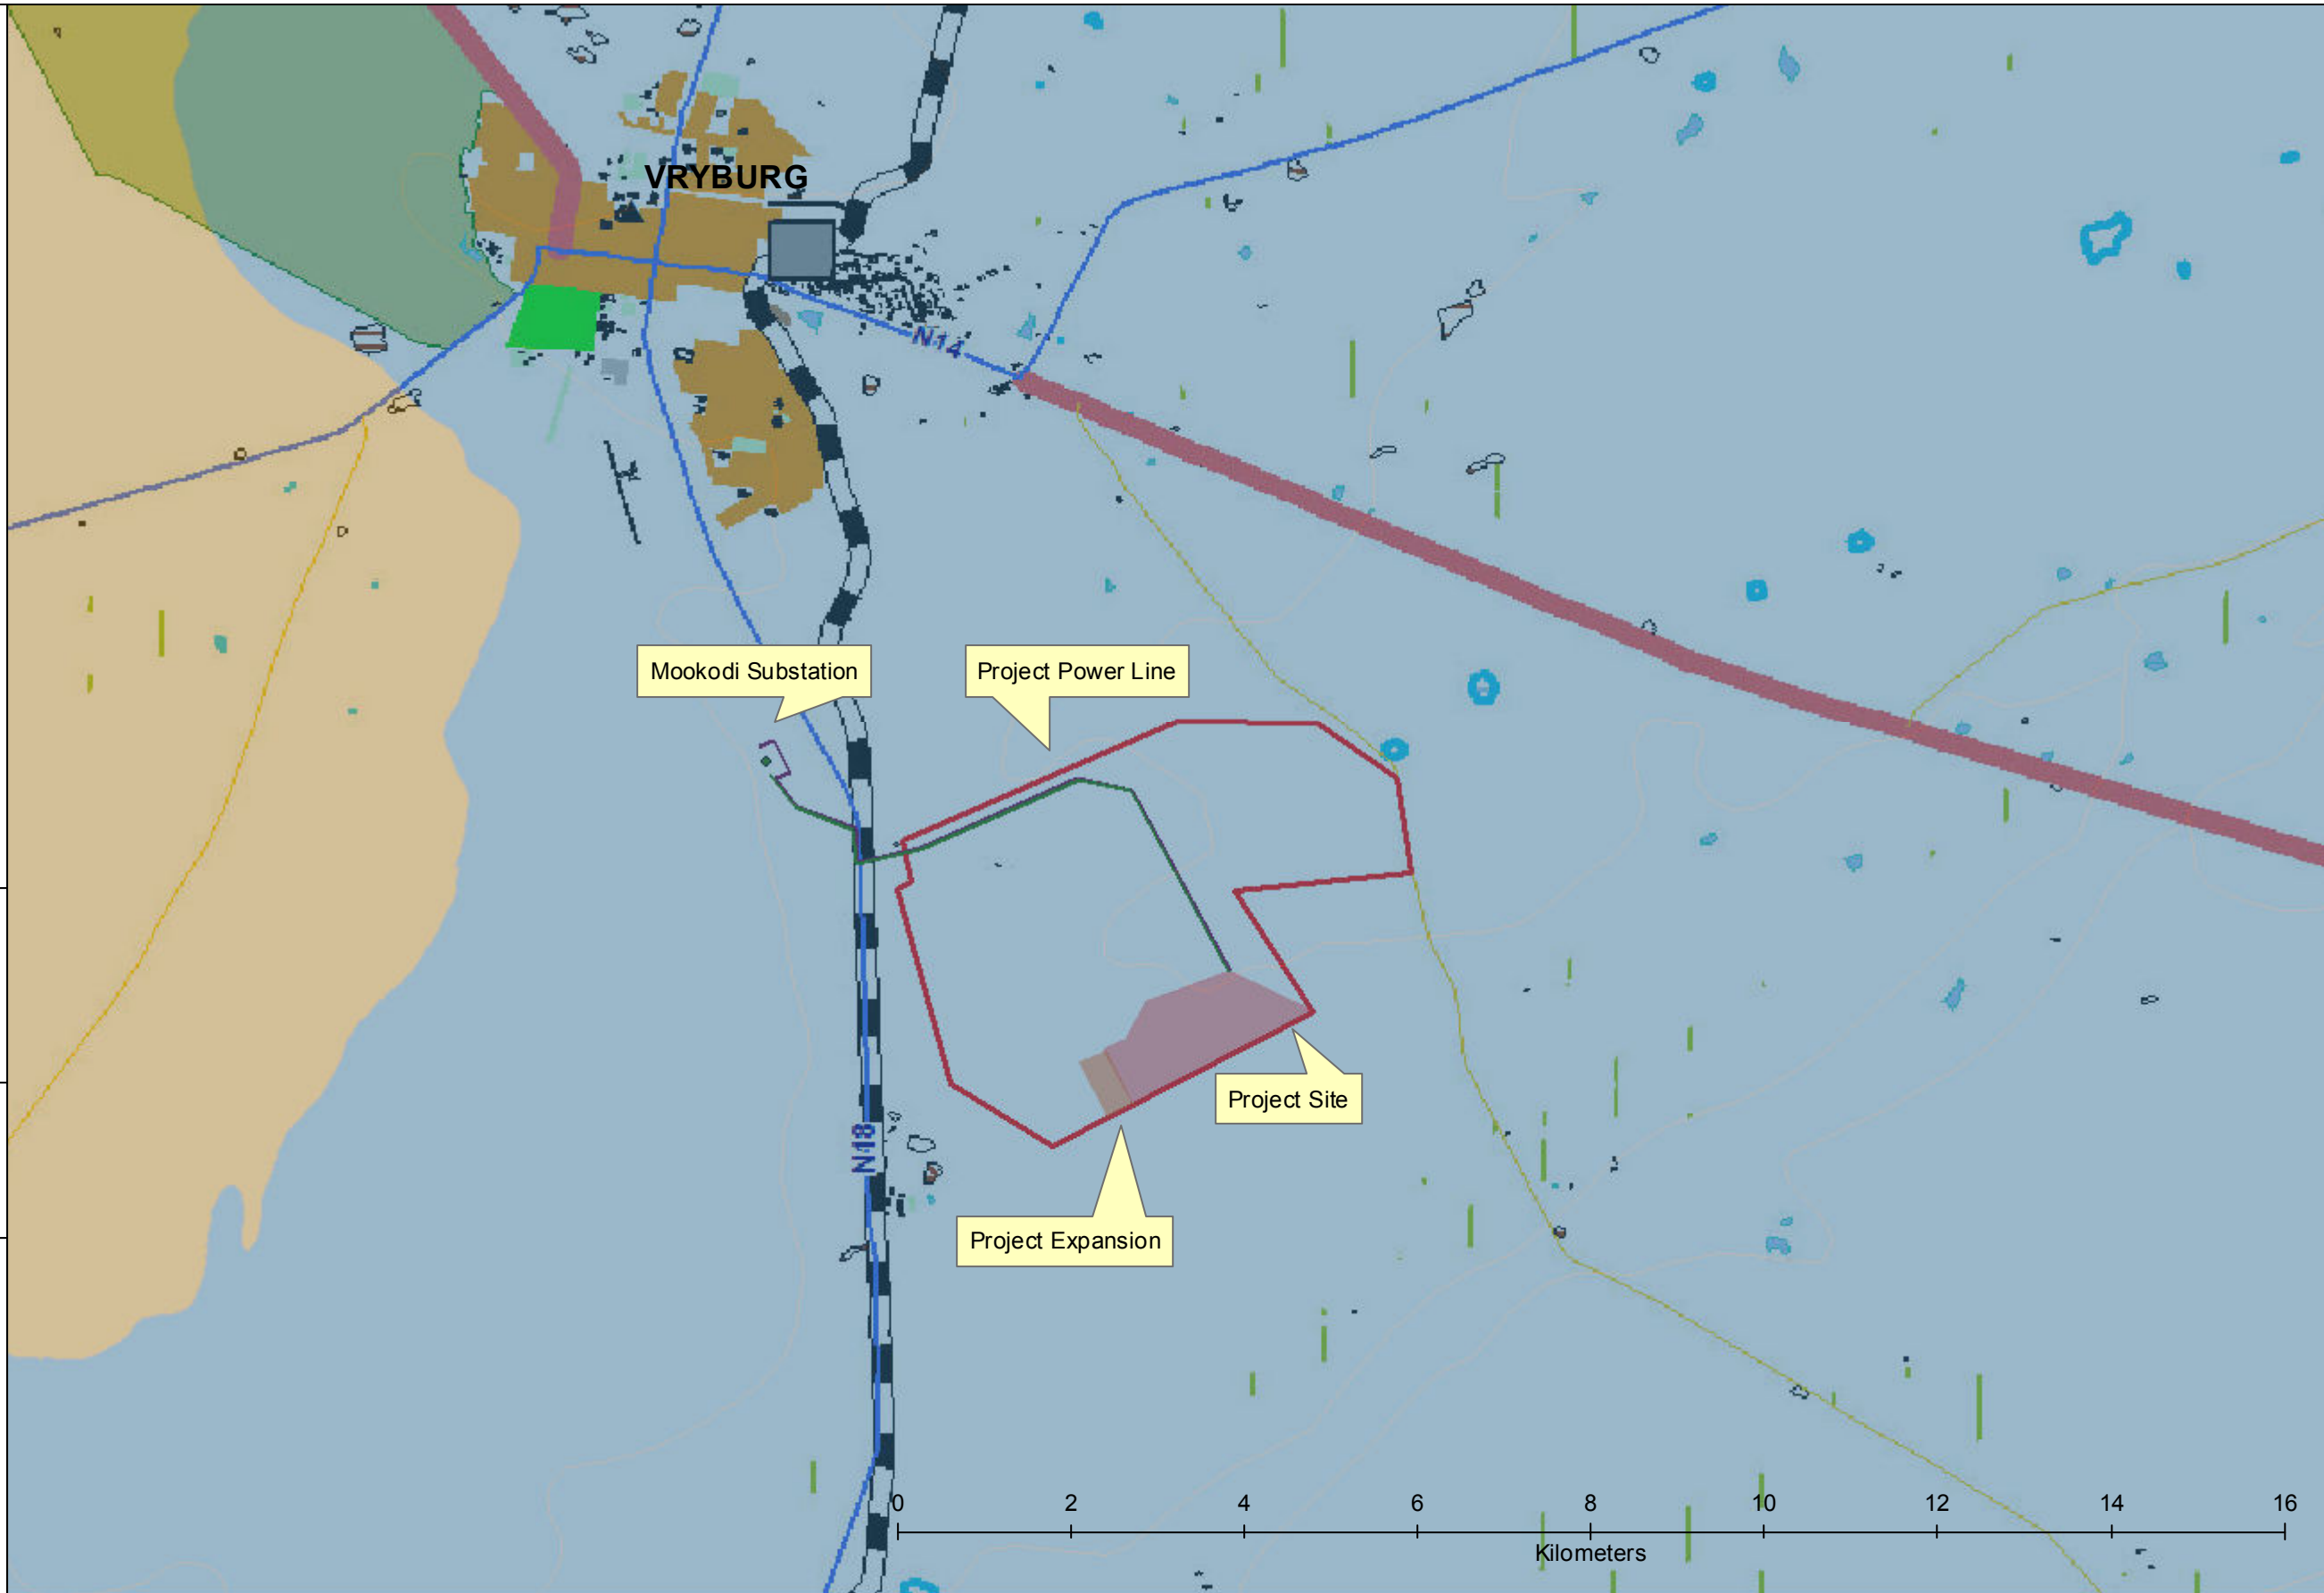 VRYBURG
N14
Mookodi Substation
Project Power Line
Project Site
N18
Project Expansion
0 2 4 6 8 10 12 14 16
Kilometers